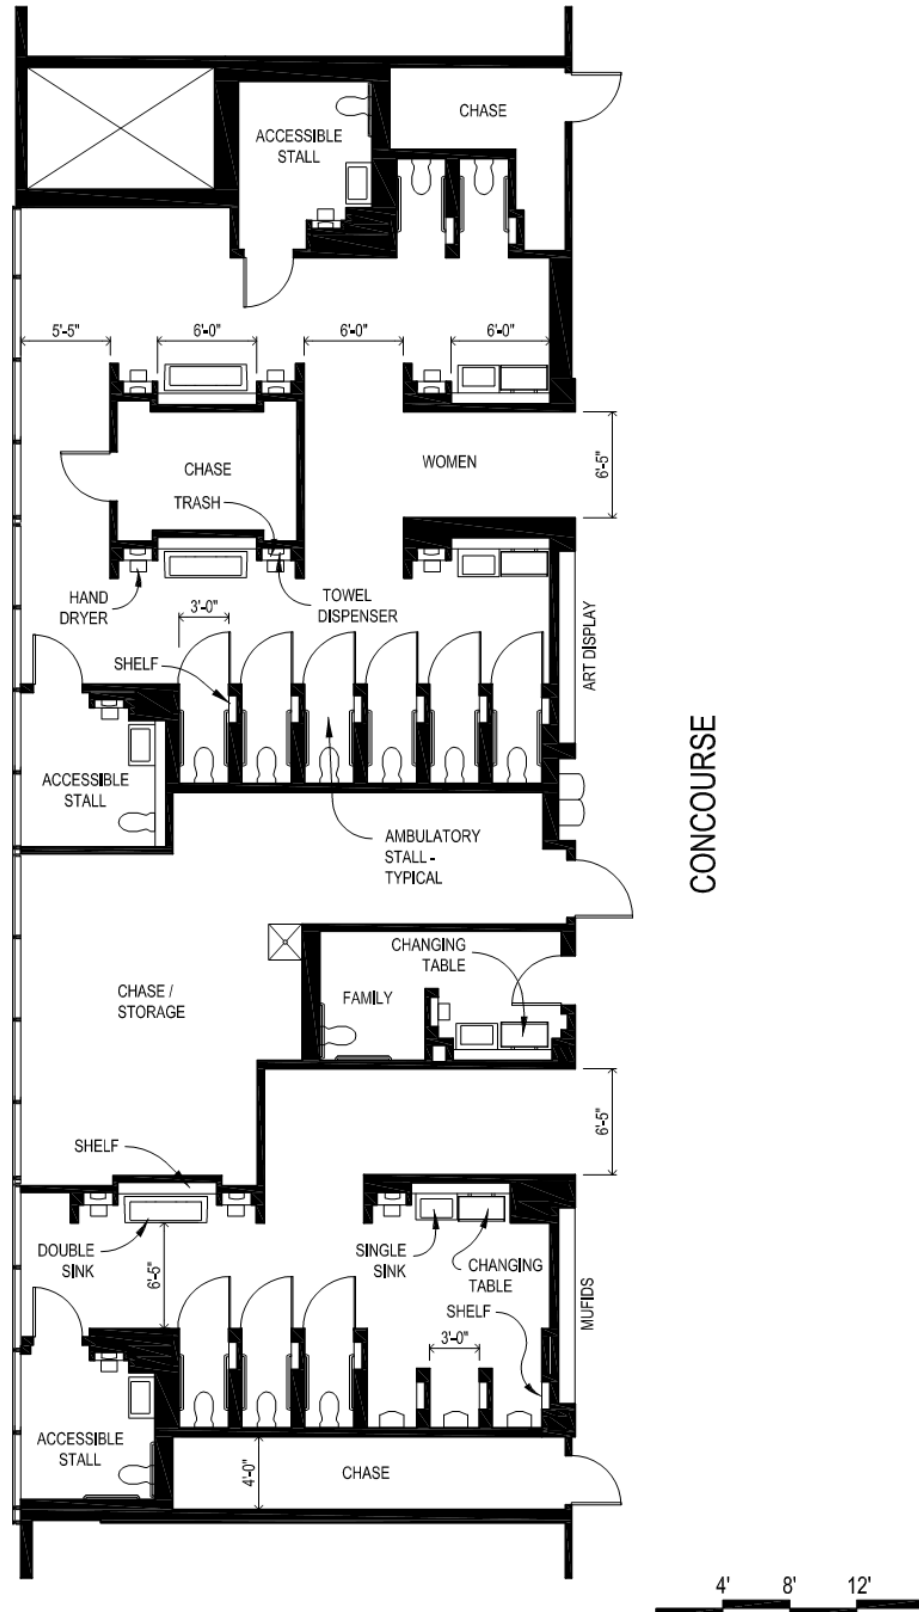 CHASE
ACCESSIBLE
STALL
5'-5"
6'-0"
6'-0"
6'-0"
WOMEN
6'-5"
CHASE
TRASH
HAND
DRYER
3'-0"
TOWEL
DISPENSER
ART DISPLAY
SHELF
ACCESSIBLE
STALL
CONCOURSE
AMBULATORY
STALL -
TYPICAL
CHANGING
TABLE
CHASE /
STORAGE
FAMILY
6'-5"
SHELF
DOUBLE
SINK
6'-5"
SINGLE
SINK
CHANGING
TABLE
SHELF
MUFIDS
3'-0"
ACCESSIBLE
STALL
4'-0"
CHASE
4' 8' 12'